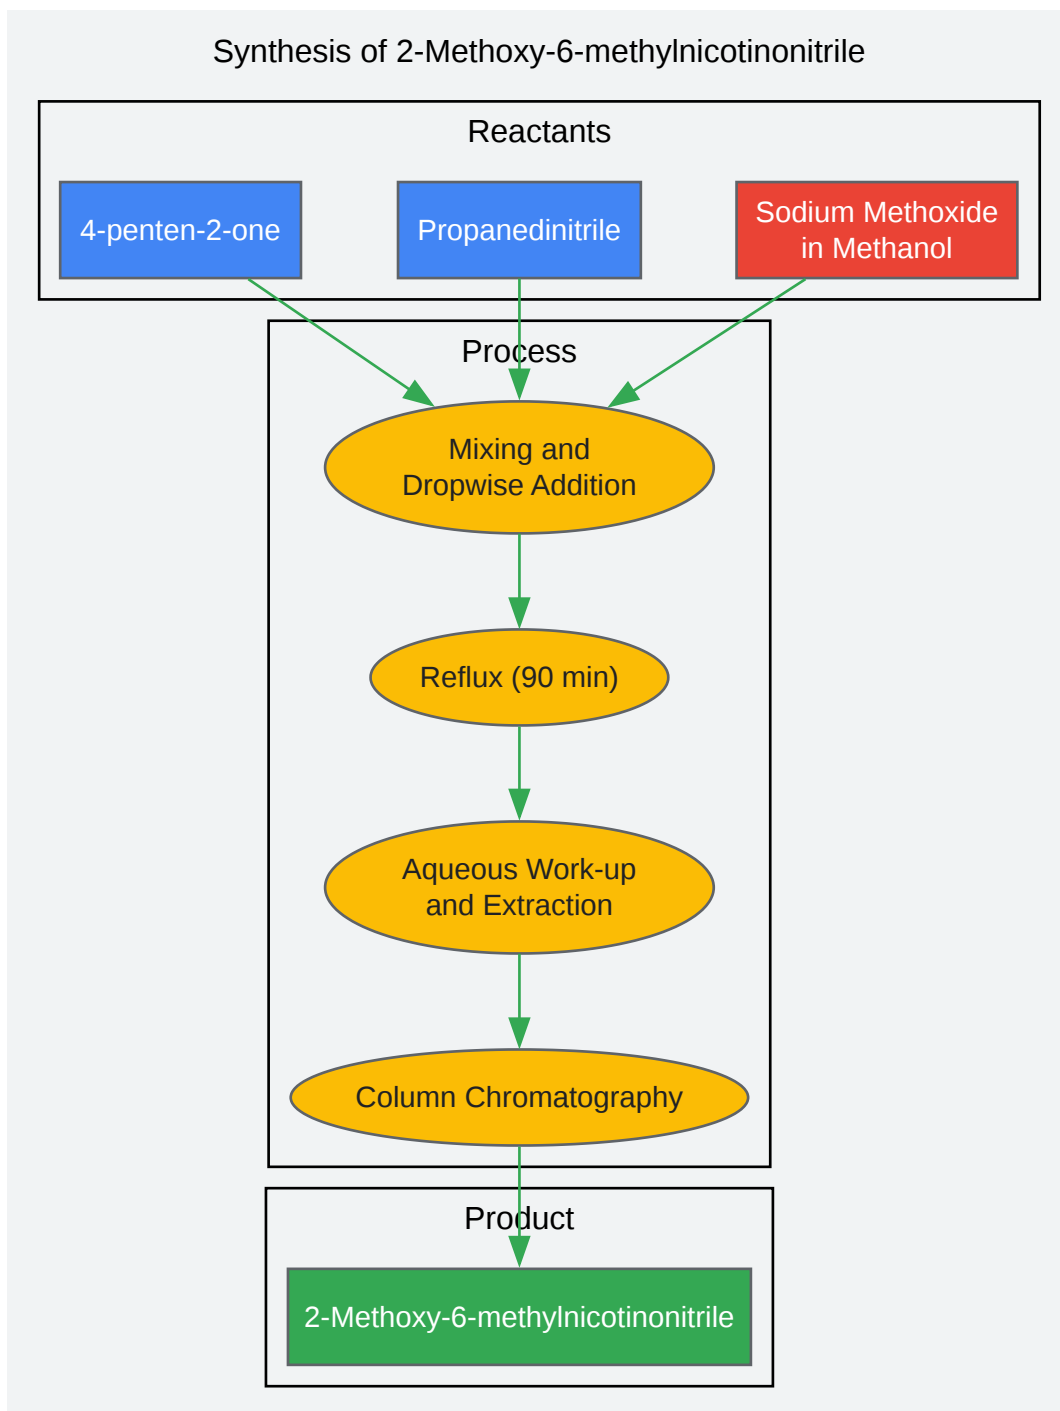 Synthesis of 2-Methoxy-6-methylnicotinonitrile
Reactants
4-penten-2-one
Propanedinitrile
Sodium Methoxide
in Methanol
Process
Mixing and
Dropwise Addition
Reflux (90 min)
Aqueous Work-up
and Extraction
Column Chromatography
Product
2-Methoxy-6-methylnicotinonitrile